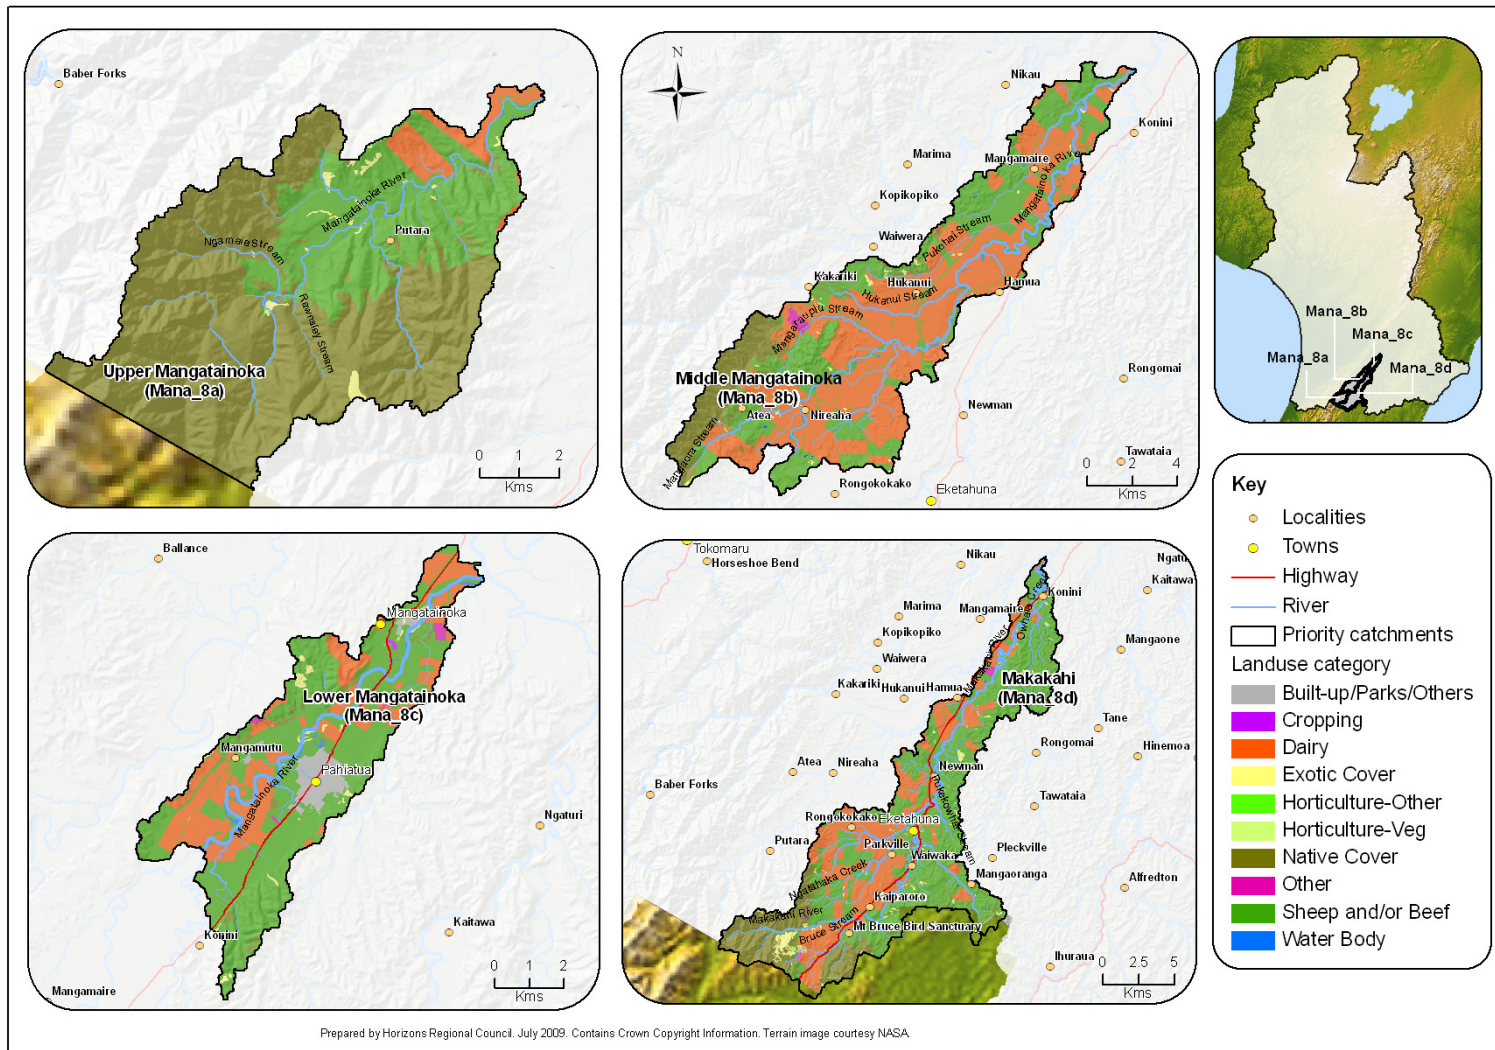 Baber Forks
Mangatainoka River
Putara
Ngamaia Stream
Rawnsley Stream
Upper Mangatainoka
(Mana_8a)
0 1 2
Kms
N
Nikau
Konini
Marima
Mangamaire
Kopikopiko
Mangatainoka River
Waiwera
Pukohai Stream
Kakariki
Hukanui
Hamua
Hukanui Stream
Mangaraupiu Stream
Middle Mangatainoka
(Mana_8b)
Rongomai
Atea
Nireaha
Newman
Mangaora Stream
Tawataia
Rongokokako
Eketahuna
0 2 4
Kms
Mana_8b
Mana_8c
Mana_8a
Mana_8d
Ballance
Mangatainoka
Lower Mangatainoka
(Mana_8c)
Mangamutu
Pahiatua
Mangatainoka River
Ngaturi
Kaitawa
Konini
Mangamaire
0 1 2
Kms
Tokomaru
Horseshoe Bend
Nikau
Ngatu
Kaitawa
Konini
Marima
Mangamaire
Kopikopiko
Mangaone
Waiwera
Makakahi
(Mana_8d)
Kakariki
Hukanui
Hamua
Tane
Rongomai
Hinemoa
Atea
Nireaha
Newman
Baber Forks
Tawataia
Rongokokako
Eketahuna
Putara
Parkville
Waiwaka
Pleckville
Ngatahaka Creek
Mangaoranga
Alfredton
Kaiparoro
Makakahi River
Bruce Stream
Mt Bruce Bird Sanctuary
Ihuraua
0 2.5 5
Kms
Key
Localities
Towns
Highway
River
Priority catchments
Landuse category
Built-up/Parks/Others
Cropping
Dairy
Exotic Cover
Horticulture-Other
Horticulture-Veg
Native Cover
Other
Sheep and/or Beef
Water Body
Prepared by Horizons Regional Council. July 2009. Contains Crown Copyright Information. Terrain image courtesy NASA.